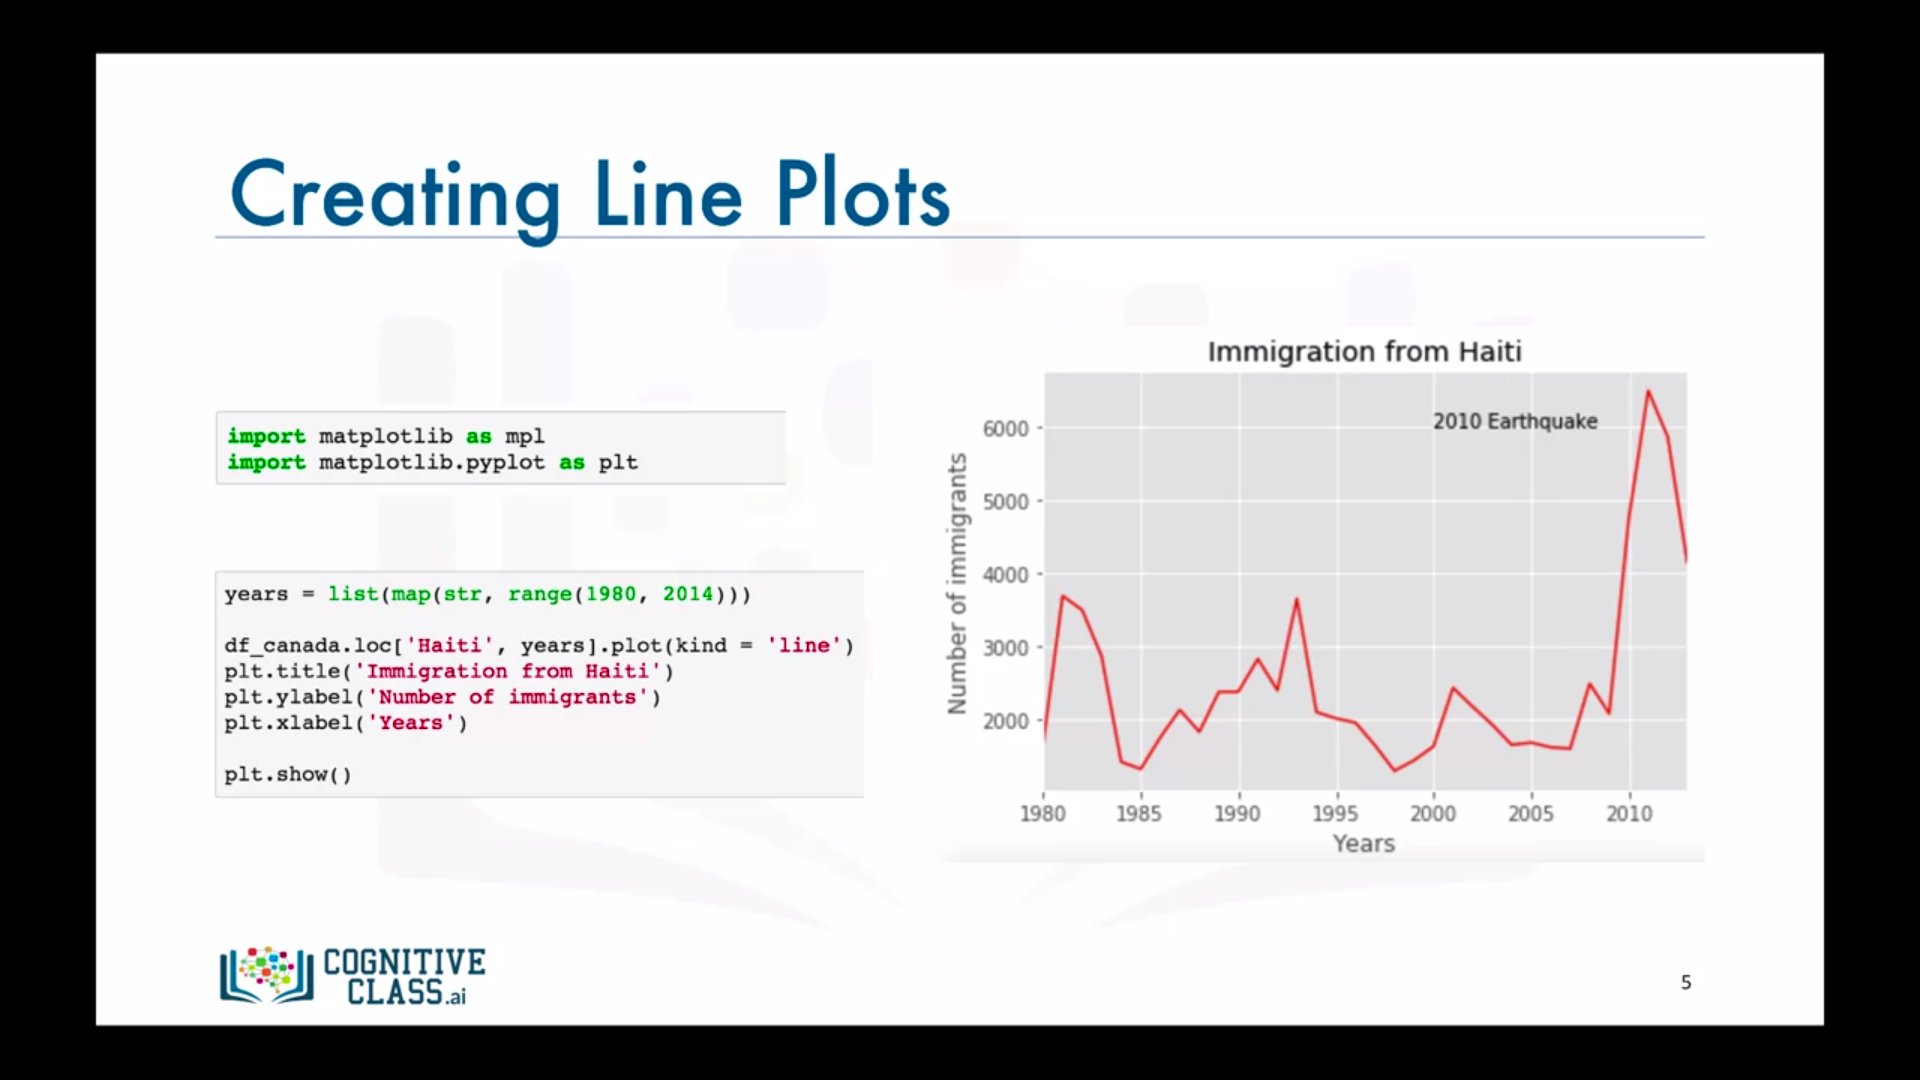 Creating Line Plots
import matplotlib as mpl
import matplotlib.pyplot as plt
years = list(map(str, range(1980, 2014)))
df_canada.loc['Haiti', years].plot(kind = 'line')
plt.title('Immigration from Haiti')
plt.ylabel('Number of immigrants')
plt.xlabel('Years')
plt.show()
Immigration from Haiti
2010 Earthquake
Number of immigrants
6000
5000
4000
3000
2000
1980 1985 1990 1995 2000 2005 2010
Years
COGNITIVE
CLASS.ai
5